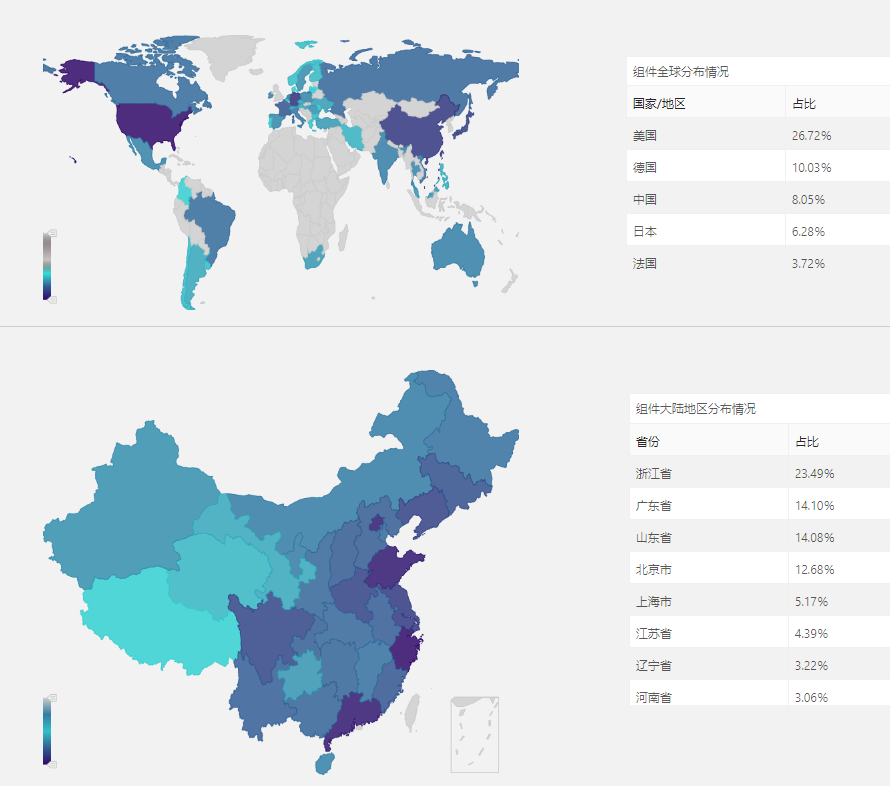 组件全球分布情况
国家/地区 占比
美国 26.72%
德国 10.03%
中国 8.05%
日本 6.28%
法国 3.72%
组件大陆地区分布情况
省份 占比
浙江省 23.49%
广东省 14.10%
山东省 14.08%
北京市 12.68%
上海市 5.17%
江苏省 4.39%
辽宁省 3.22%
河南省 3.06%